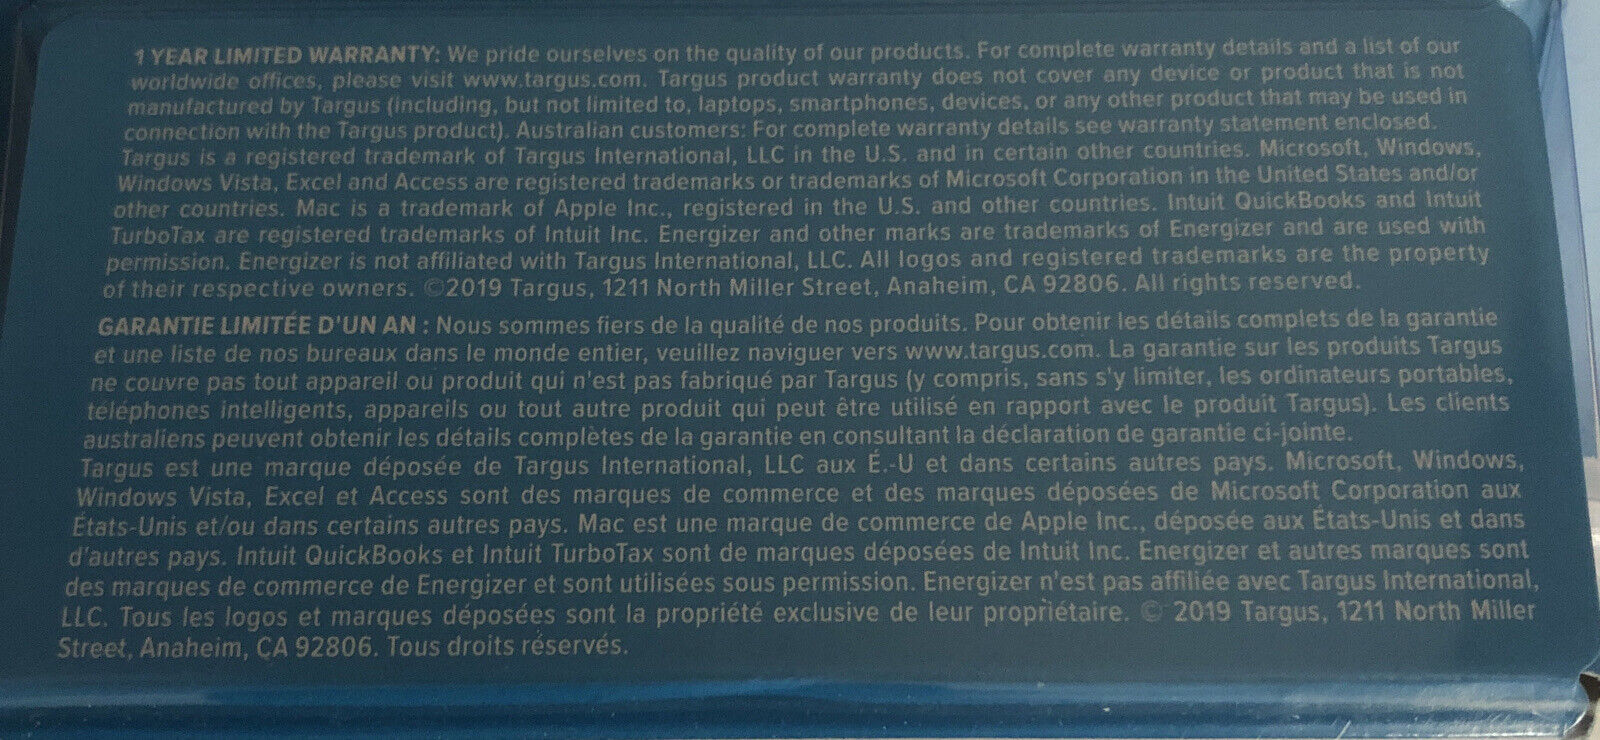 1 YEAR LIMITED WARRANTY: We pride ourselves on the quality of our products. For complete warranty details and a list of our
worldwide offices, please visit www.targus.com. Targus product warranty does not cover any device or product that is not
manufactured by Targus (including, but not limited to, laptops, smartphones, devices, or any other product that may be used in
connection with the Targus product). Australian customers: For complete warranty details see warranty statement enclosed.
Targus is a registered trademark of Targus International, LLC in the U.S. and in certain other countries. Microsoft, Windows,
Windows Vista, Excel and Access are registered trademarks or trademarks of Microsoft Corporation in the United States and/or
other countries. Mac is a trademark of Apple Inc., registered in the U.S. and other countries. Intuit QuickBooks and Intuit
TurboTax are registered trademarks of Intuit Inc. Energizer and other marks are trademarks of Energizer and are used with
permission. Energizer is not affiliated with Targus International, LLC. All logos and registered trademarks are the property
of their respective owners. ©2019 Targus, 1211 North Miller Street, Anaheim, CA 92806. All rights reserved.
GARANTIE LIMITÉE D'UN AN : Nous sommes fiers de la qualité de nos produits. Pour obtenir les détails complets de la garantie
et une liste de nos bureaux dans le monde entier, veuillez naviguer vers www.targus.com. La garantie sur les produits Targus
ne couvre pas tout appareil ou produit qui n'est pas fabriqué par Targus (y compris, sans s'y limiter, les ordinateurs portables,
téléphones intelligents, appareils ou tout autre produit qui peut être utilisé en rapport avec le produit Targus). Les clients
australiens peuvent obtenir les détails complètes de la garantie en consultant la déclaration de garantie ci-jointe.
Targus est une marque déposée de Targus International, LLC aux É.-U et dans certains autres pays. Microsoft, Windows,
Windows Vista, Excel et Access sont des marques de commerce et des marques déposées de Microsoft Corporation aux
États-Unis et/ou dans certains autres pays. Mac est une marque de commerce de Apple Inc., déposée aux États-Unis et dans
d'autres pays. Intuit QuickBooks et Intuit TurboTax sont de marques déposées de Intuit Inc. Energizer et autres marques sont
des marques de commerce de Energizer et sont utilisées sous permission. Energizer n'est pas affiliée avec Targus International,
LLC. Tous les logos et marques déposées sont la propriété exclusive de leur propriétaire. © 2019 Targus, 1211 North Miller
Street, Anaheim, CA 92806. Tous droits réservés.